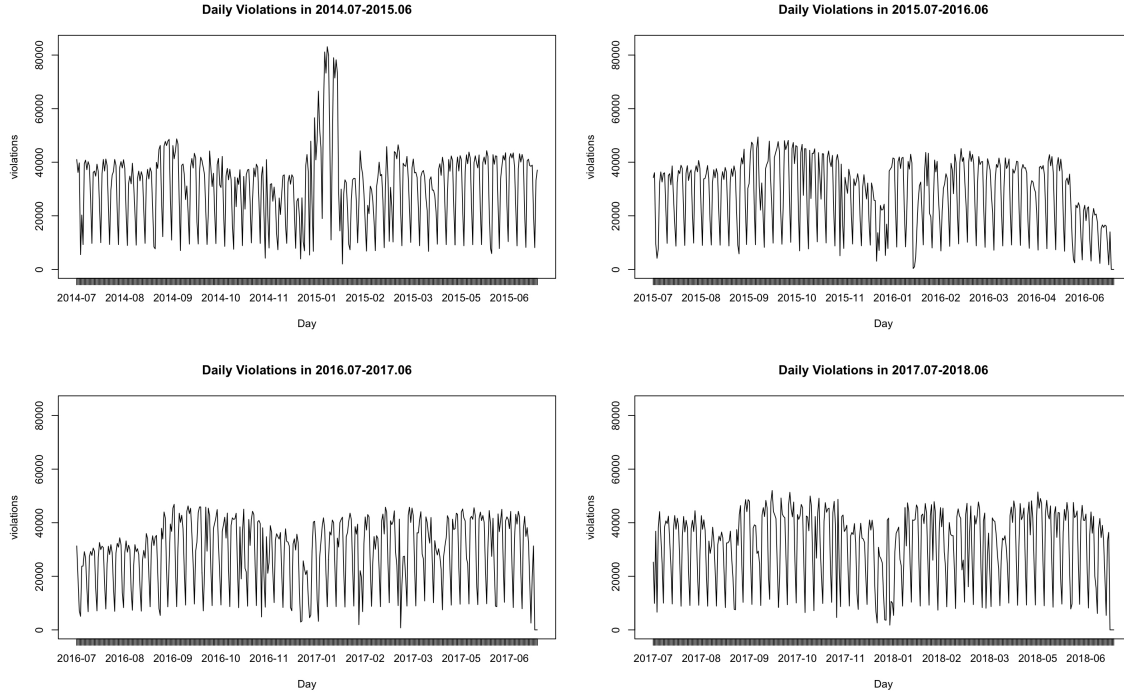 Daily Violations in 2014.07-2015.06
violations
0 20000 40000 60000 80000
2014-07 2014-08 2014-09 2014-10 2014-11 2015-01 2015-02 2015-03 2015-05 2015-06
Day
Daily Violations in 2015.07-2016.06
violations
0 20000 40000 60000 80000
2015-07 2015-08 2015-09 2015-10 2015-11 2016-01 2016-02 2016-03 2016-04 2016-06
Day
Daily Violations in 2016.07-2017.06
violations
0 20000 40000 60000 80000
2016-07 2016-08 2016-09 2016-10 2016-11 2017-01 2017-02 2017-03 2017-05 2017-06
Day
Daily Violations in 2017.07-2018.06
violations
0 20000 40000 60000 80000
2017-07 2017-08 2017-09 2017-10 2017-11 2018-01 2018-02 2018-03 2018-05 2018-06
Day